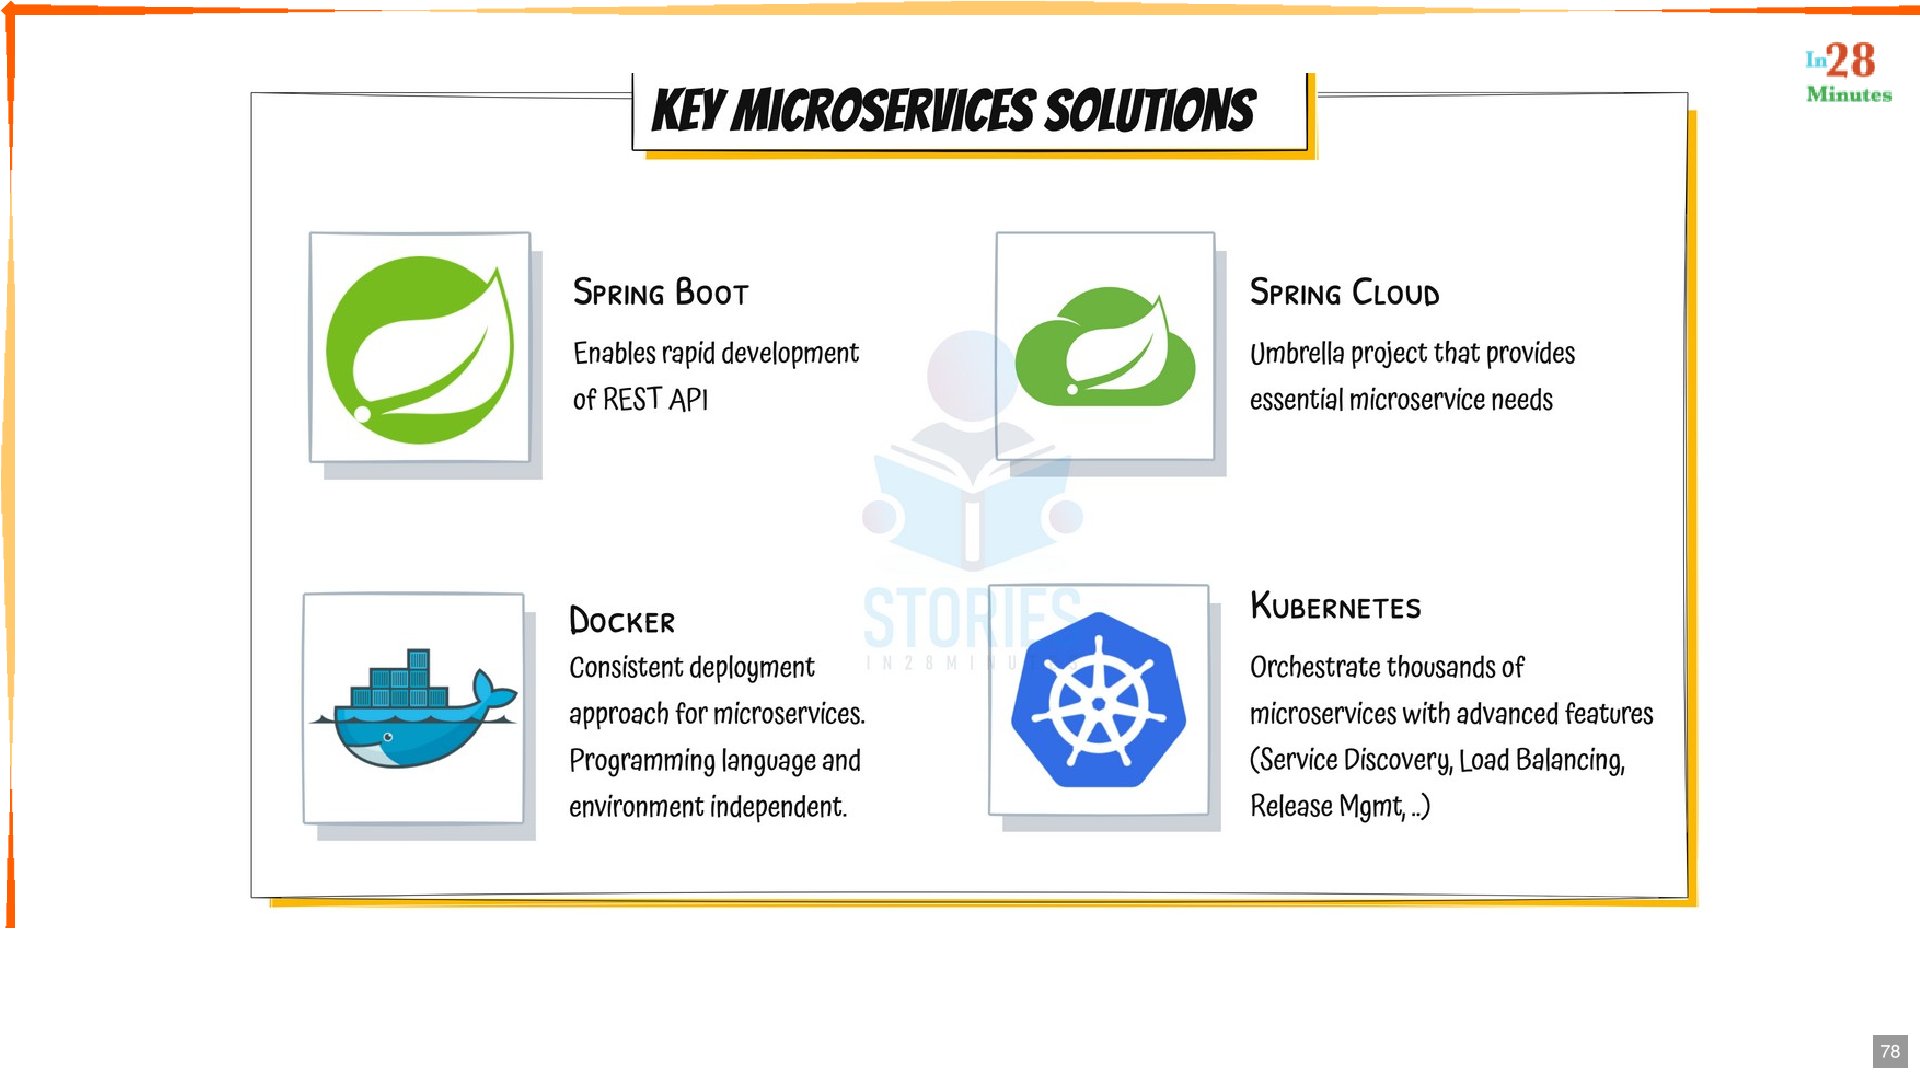 In28
Minutes
KEY MICROSERVICES SOLUTIONS
SPRING BOOT
Enables rapid development
of REST API
SPRING CLOUD
Umbrella project that provides
essential microservice needs
DOCKER
Consistent deployment
approach for microservices.
Programming language and
environment independent.
KUBERNETES
Orchestrate thousands of
microservices with advanced features
(Service Discovery, Load Balancing,
Release Mgmt, ..)
STORIES
IN28MINUTES
78